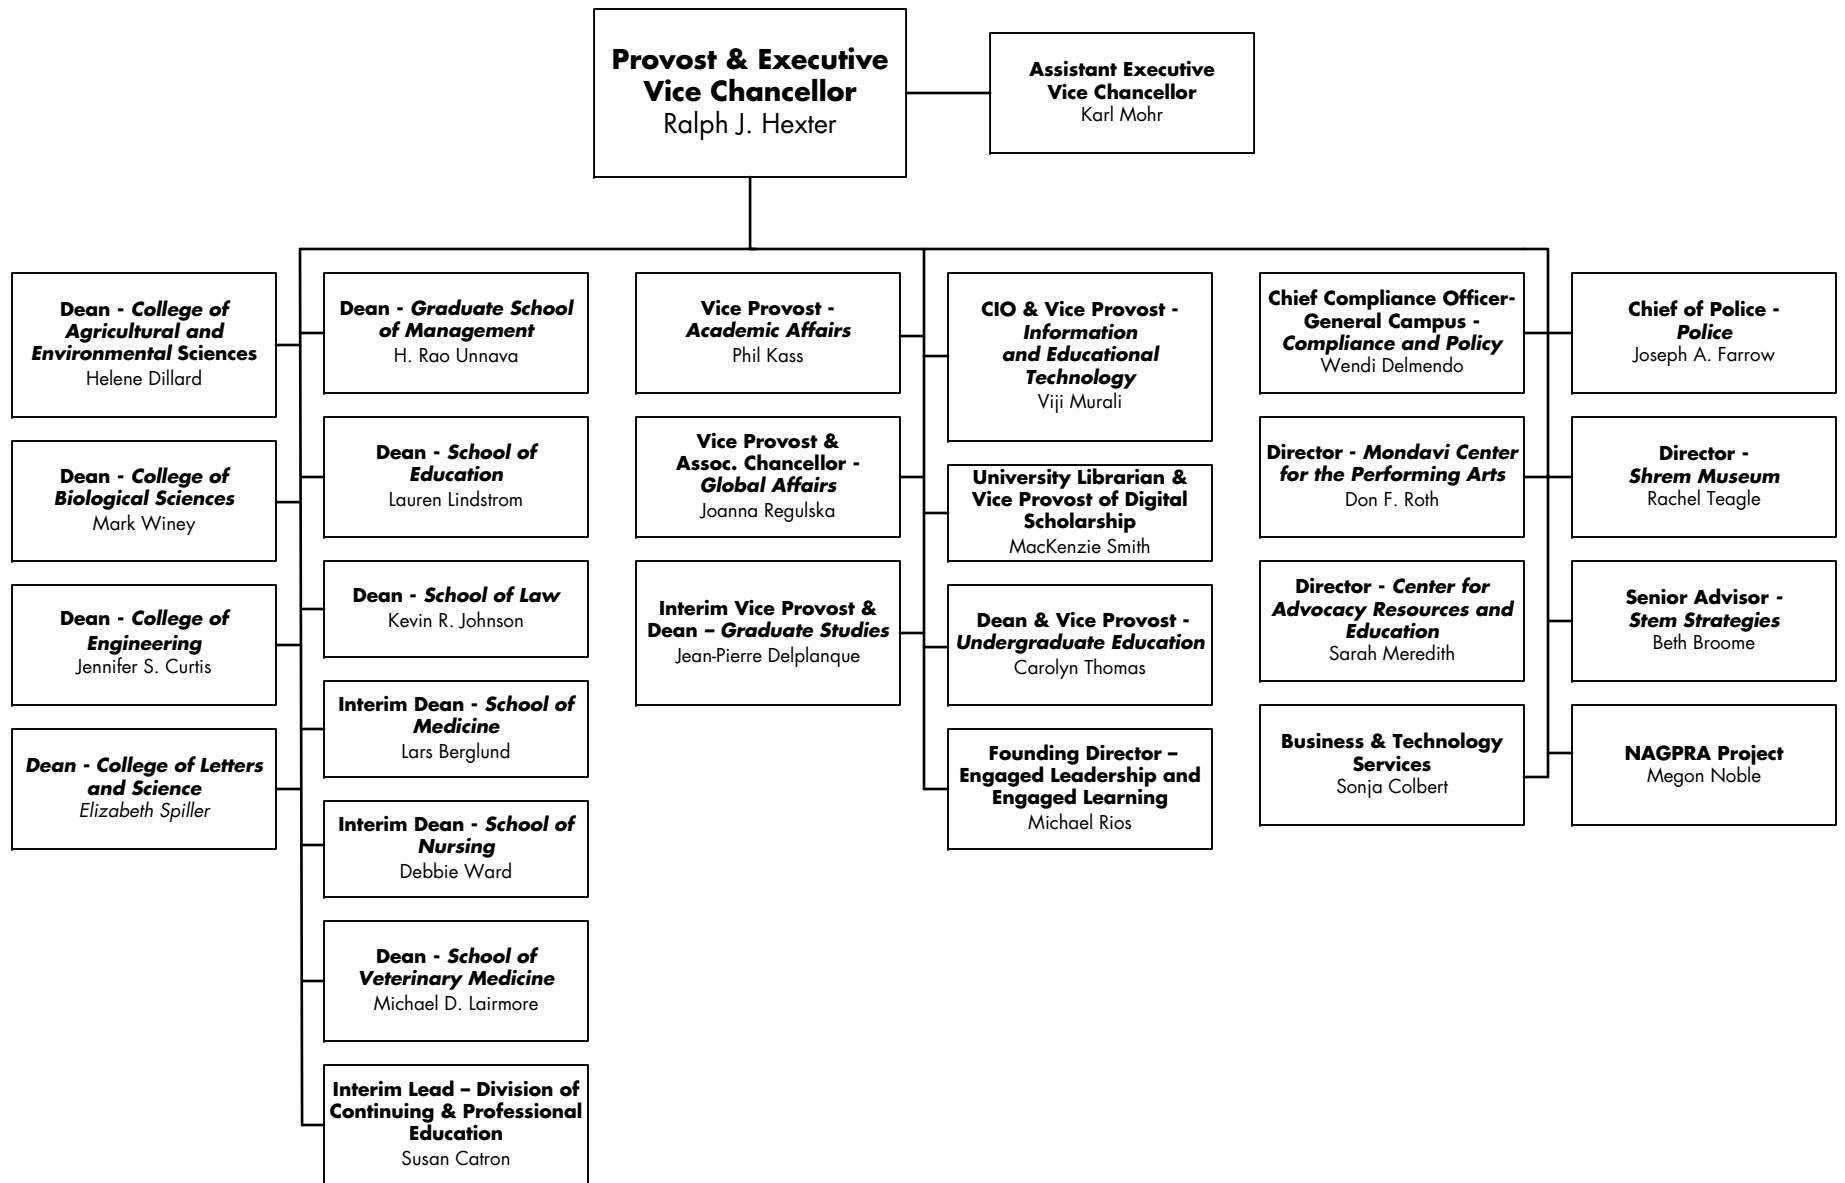 Provost & Executive
Vice Chancellor
Ralph J. Hexter
Assistant Executive
Vice Chancellor
Karl Mohr
Dean - College of
Agricultural and
Environmental Sciences
Helene Dillard
Dean - College of
Biological Sciences
Mark Winey
Dean - College of
Engineering
Jennifer S. Curtis
Dean - College of Letters
and Science
Elizabeth Spiller
Dean - Graduate School
of Management
H. Rao Unnava
Dean - School of
Education
Lauren Lindstrom
Dean - School of Law
Kevin R. Johnson
Interim Dean - School of
Medicine
Lars Berglund
Interim Dean - School of
Nursing
Debbie Ward
Dean - School of
Veterinary Medicine
Michael D. Lairmore
Interim Lead – Division of
Continuing & Professional
Education
Susan Catron
Vice Provost -
Academic Affairs
Phil Kass
Vice Provost &
Assoc. Chancellor -
Global Affairs
Joanna Regulska
Interim Vice Provost &
Dean – Graduate Studies
Jean-Pierre Delplanque
CIO & Vice Provost -
Information
and Educational
Technology
Viji Murali
University Librarian &
Vice Provost of Digital
Scholarship
MacKenzie Smith
Dean & Vice Provost -
Undergraduate Education
Carolyn Thomas
Founding Director –
Engaged Leadership and
Engaged Learning
Michael Rios
Chief Compliance Officer-
General Campus -
Compliance and Policy
Wendi Delmendo
Director - Mondavi Center
for the Performing Arts
Don F. Roth
Director - Center for
Advocacy Resources and
Education
Sarah Meredith
Business & Technology
Services
Sonja Colbert
Chief of Police -
Police
Joseph A. Farrow
Director -
Shrem Museum
Rachel Teagle
Senior Advisor -
Stem Strategies
Beth Broome
NAGPRA Project
Megon Noble